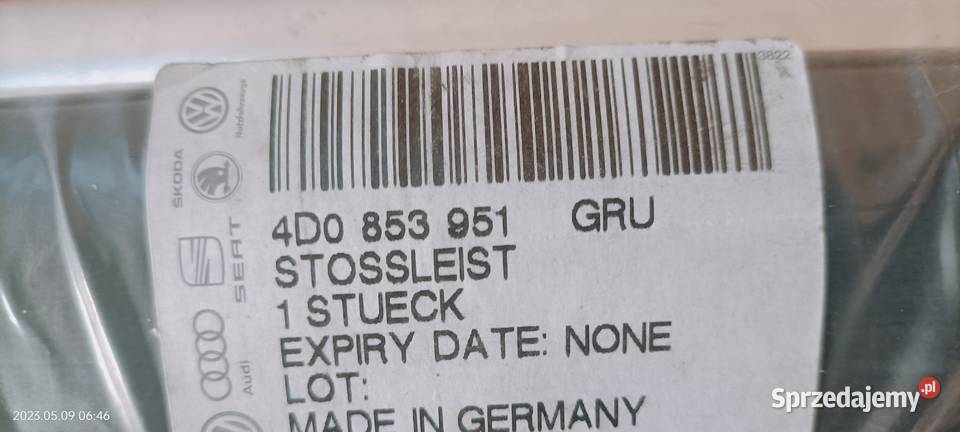 3822
Nutzfahrzeuge
ŠKODA
SEAT
Audi
4D0 853 951 GRU
STOSSLEIST
1 STUECK
EXPIRY DATE: NONE
LOT:
MADE IN GERMANY
2023.05.09 06:46
Sprzedajemy.pl